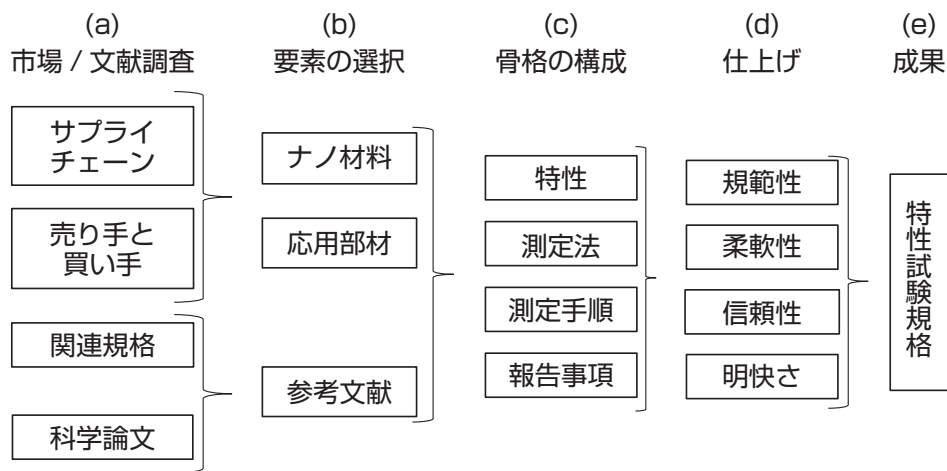 (a)
市場 / 文献調査
サプライ
チェーン
売り手と
買い手
関連規格
科学論文
(b)
要素の選択
ナノ材料
応用部材
参考文献
(c)
骨格の構成
特性
測定法
測定手順
報告事項
(d)
仕上げ
規範性
柔軟性
信頼性
明快さ
(e)
成果
特性試験規格